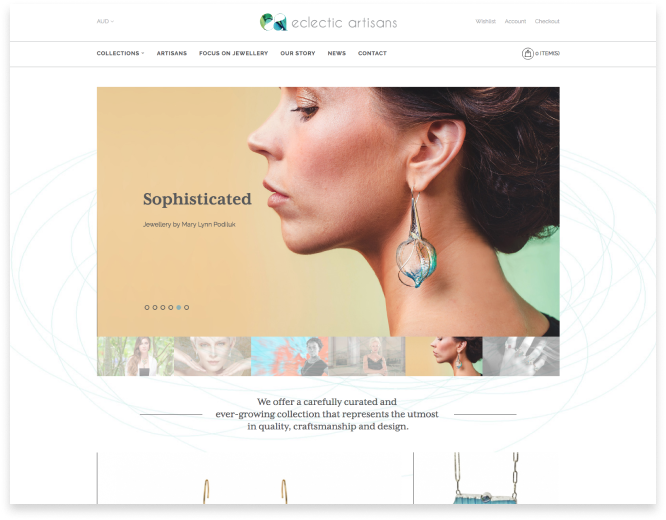 AUD
eclectic artisans
Wishlist Account Checkout
COLLECTIONS ARTISANS FOCUS ON JEWELLERY OUR STORY NEWS CONTACT
0 ITEM(S)
Sophisticated
Jewellery by Mary Lynn Podiluk
We offer a carefully curated and
ever-growing collection that represents the utmost
in quality, craftsmanship and design.